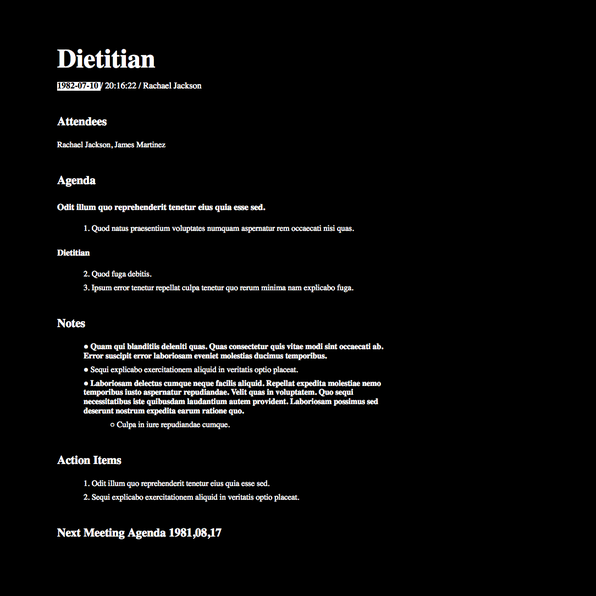 Dietitian
1982-07-10 / 20:16:22 / Rachael Jackson
Attendees
Rachael Jackson, James Martinez
Agenda
Odit illum quo reprehenderit tenetur eius quia esse sed.
1. Quod natus praesentium voluptates numquam aspernatur rem occaecati nisi quas.
Dietitian
2. Quod fuga debitis.
3. Ipsum error tenetur repellat culpa tenetur quo rerum minima nam explicabo fuga.
Notes
● Quam qui blanditiis deleniti quas. Quas consectetur quis vitae modi sint occaecati ab.
Error suscipit error laboriosam eveniet molestias ducimus temporibus.
● Sequi explicabo exercitationem aliquid in veritatis optio placeat.
● Laboriosam delectus cumque neque facilis aliquid. Repellat expedita molestiae nemo
temporibus iusto aspernatur repudiandae. Velit quas in voluptatem. Quo sequi
necessitatibus iste quibusdam laudantium autem provident. Laboriosam possimus sed
deserunt nostrum expedita earum ratione quo.
○ Culpa in iure repudiandae cumque.
Action Items
1. Odit illum quo reprehenderit tenetur eius quia esse sed.
2. Sequi explicabo exercitationem aliquid in veritatis optio placeat.
Next Meeting Agenda 1981,08,17